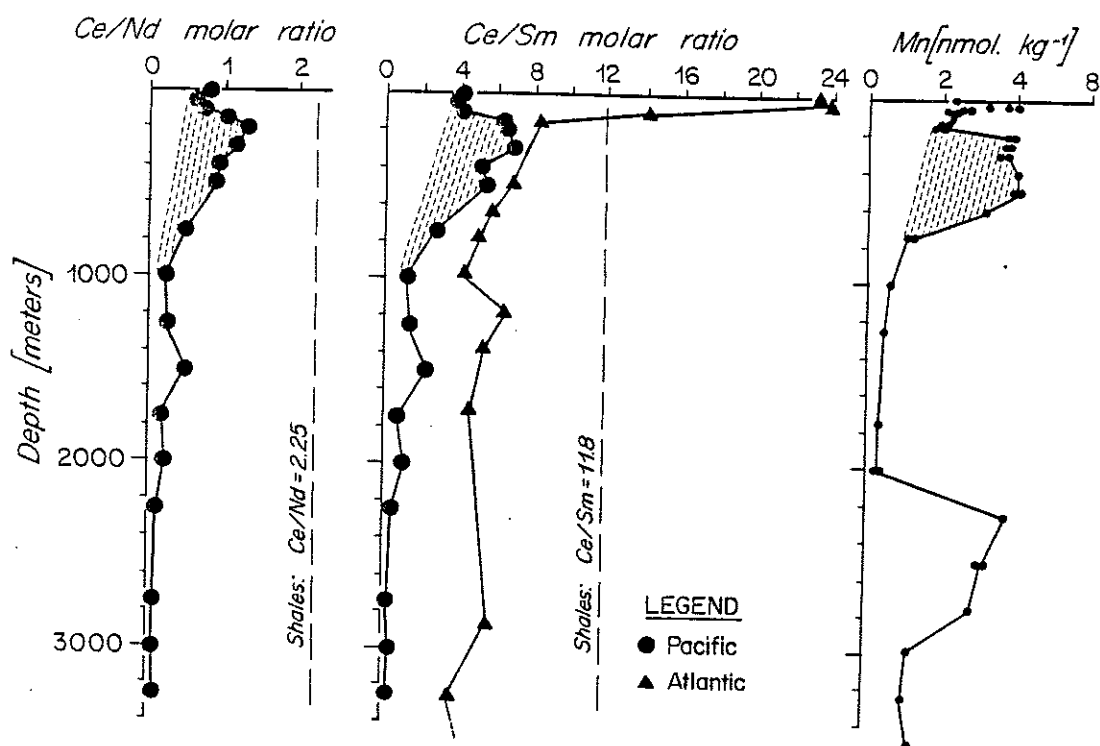 Ce/Nd molar ratio
0 1 2
Ce/Sm molar ratio
0 4 8 12 16 20 24
Mn[nmol. kg⁻¹]
0 2 4 8
Depth [meters]
1000
2000
3000
Shales: Ce/Nd = 2.25
Shales: Ce/Sm = 11.8
LEGEND
Pacific
Atlantic